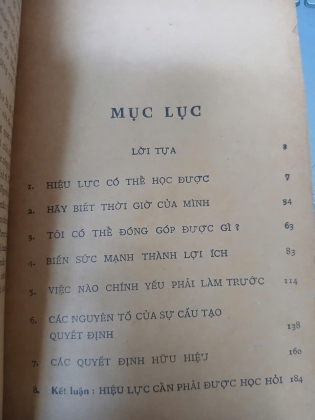 MỤC LỤC
LỜI TỰA
1. HIỆU LỰC CÓ THỂ HỌC ĐƯỢC 7
2. HÃY BIẾT THỜI GIỜ CỦA MÌNH 34
3. TÔI CÓ THỂ ĐÓNG GÓP ĐƯỢC GÌ ? 63
4. BIẾN SỨC MẠNH THÀNH LỢI ÍCH 83
5. VIỆC NÀO CHÍNH YẾU PHẢI LÀM TRƯỚC 114
6. CÁC NGUYÊN TỐ CỦA SỰ CẤU TẠO
QUYẾT ĐỊNH 138
7. CÁC QUYẾT ĐỊNH HỮU HIỆU 160
8. Kết luận : HIỆU LỰC CẦN PHẢI ĐƯỢC HỌC HỎI 184